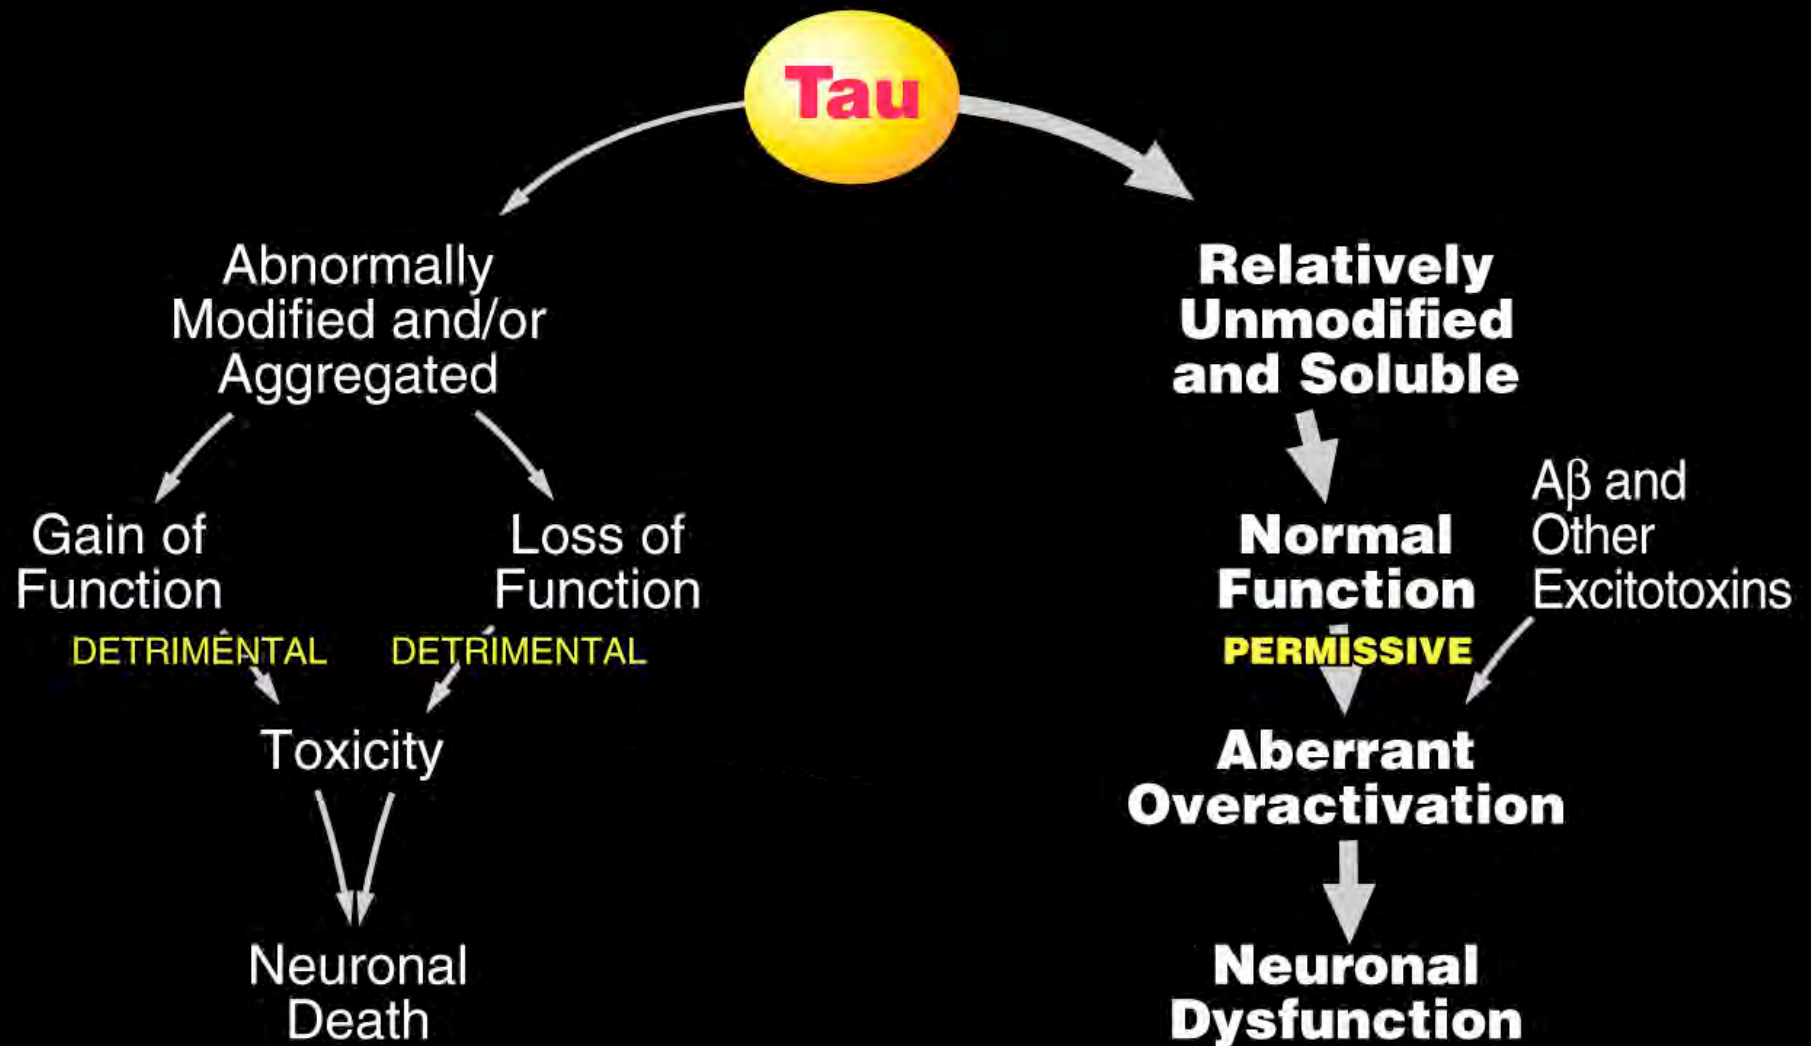 Tau
Abnormally
Modified and/or
Aggregated
Relatively
Unmodified
and Soluble
Gain of
Function
DETRIMENTAL
Loss of
Function
DETRIMENTAL
Normal
Function
PERMISSIVE
Aβ and
Other
Excitotoxins
Toxicity
Aberrant
Overactivation
Neuronal
Death
Neuronal
Dysfunction